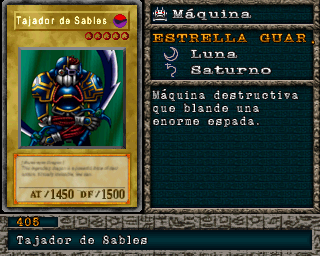 Tajador de Sables
AT/1450 DF/1500
Máquina
ESTRELLA GUAR.
Luna
Saturno
Máquina destructiva
que blande una
enorme espada.
405
Tajador de Sables